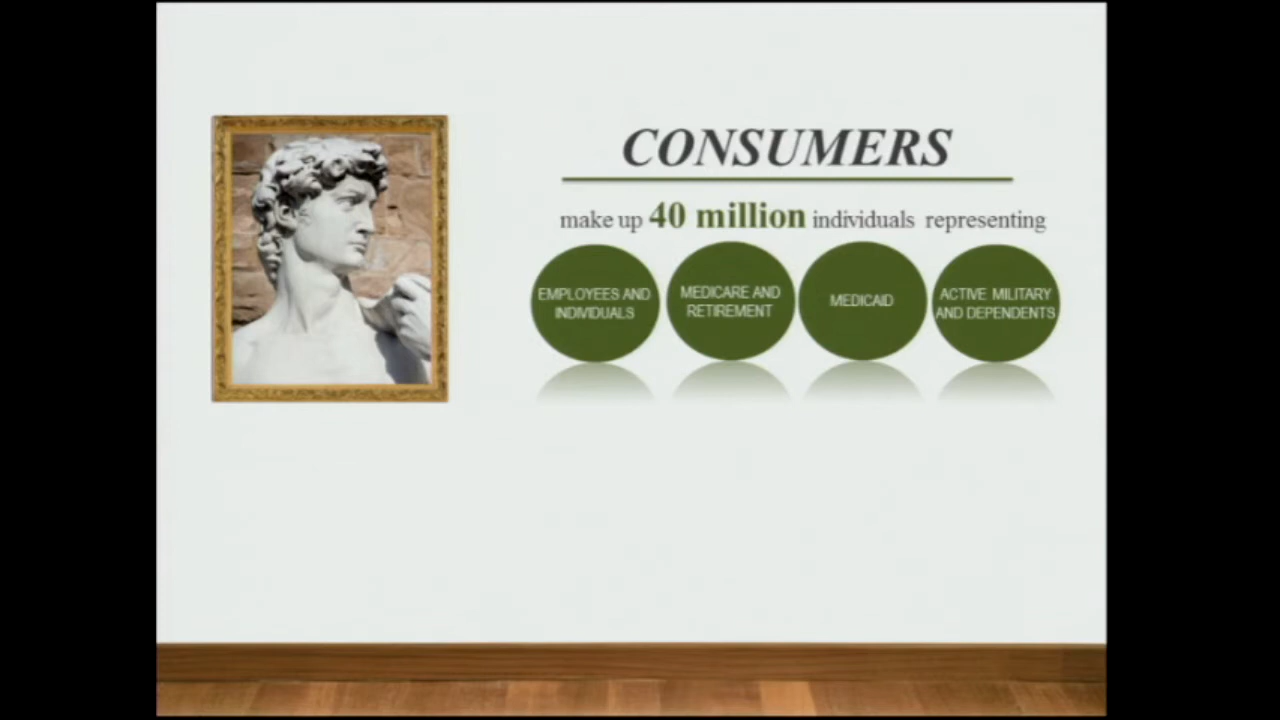 CONSUMERS
make up 40 million individuals representing
EMPLOYEES AND
INDIVIDUALS
MEDICARE AND
RETIREMENT
MEDICAID
ACTIVE MILITARY
AND DEPENDENTS